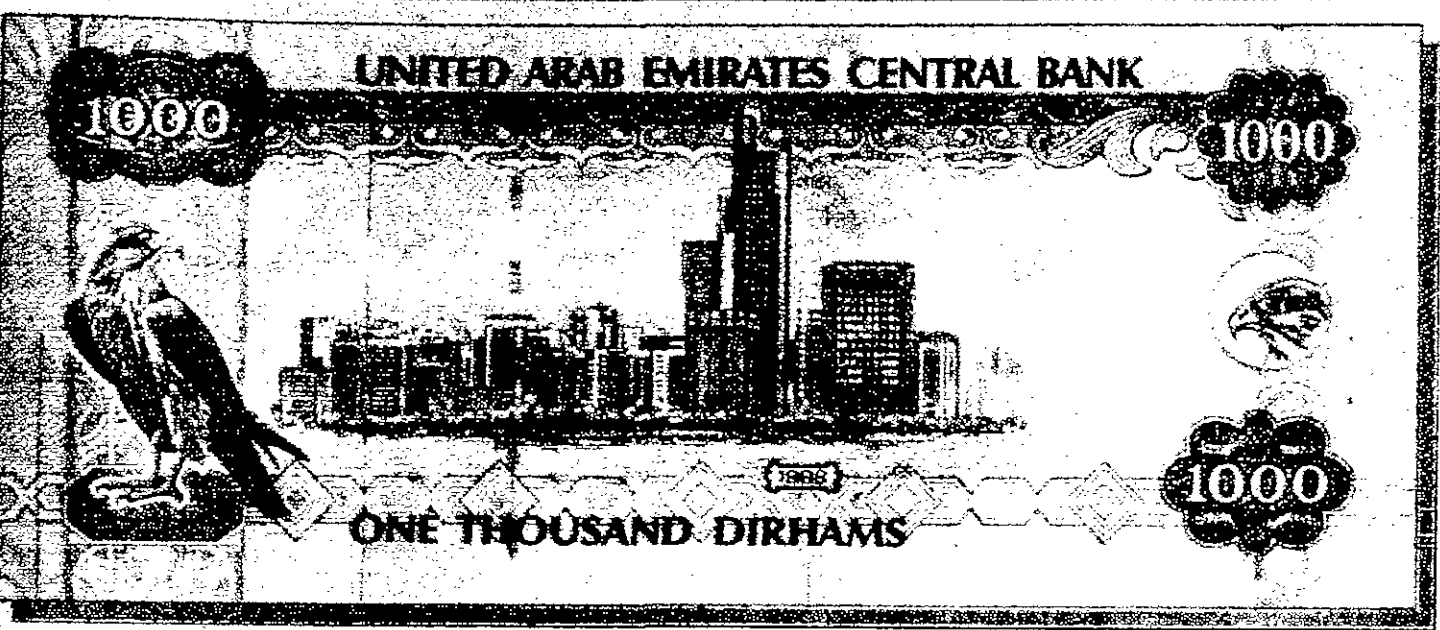 UNITED ARAB EMIRATES CENTRAL BANK
1000
1000
1000
ONE THOUSAND DIRHAMS